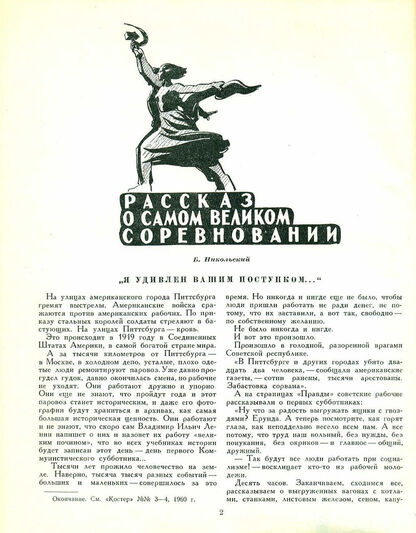 РАССКАЗ
О САМОМ ВЕЛИКОМ
СОРЕВНОВАНИИ
Б. Никольский
„Я УДИВЛЕН ВАШИМ ПОСТУПКОМ..."
На улицах американского города Питтсбурга
гремят выстрелы. Американские войска сра-
жаются против американских рабочих. По при-
казу стальных королей солдаты стреляют в ба-
стующих. На улицах Питтсбурга — кровь.
Это происходит в 1919 году в Соединенных
Штатах Америки, в самой богатой стране мира.
А за тысячи километров от Питтсбурга —
в Москве, в холодном депо, усталые, полоде-
тые люди ремонтируют паровоз. Уже давно про-
гудел гудок, давно окончилась смена, но рабочие
не уходят. Они работают дружно и упорно.
Они еще не знают, что пройдут года и этот
паровоз станет историческим, и даже его фото-
графии будут храниться в архивах, как самая
большая историческая ценность. Они работают
и не знают, что скоро сам Владимир Ильич Ле-
нин напишет о них и назовет их работу «вели-
ким почином», что во всех учебниках истории
будет записан этот день — день первого Ком-
мунистического субботника...
Тысячи лет прожило человечество на зем-
ле. Наверно, тысяча тысяч разных событий —
больших и маленьких — совершилось за это
Окончание. См. «Костер» №№ 3—4, 1960 г.
время. Но никогда и нигде еще не было, чтобы
люди пришли работать не ради денег, не по-
тому, что их заставили, а вот так, свободно —
по собственному желанию.
Не было никогда и нигде.
И вот это произошло.
Произошло в голодной, разоренной врагами
Советской республике.
«В Питтсбурге и других городах убито два-
дцать два человека, — сообщали американские
газеты, — сотни ранены, тысячи арестованы.
Забастовка сорвана».
А на страницах «Правды» советские рабочие
рассказывали о первых субботниках:
«Ну что за радость выгружать ящики с гвоз-
дями? Ерунда. А теперь посмотрите, как горят
глаза, как неподдельно весело всем нам. А все
потому, что труд наш вольный, без нужды, без
понукания, без окриков — и главное — общий,
дружный.
— Так будут все люди работать при социа-
лизме! — восклицает кто-то из рабочей моло-
дежи.
Десять часов. Заканчиваем, сходимся все,
рассказываем о выгруженных вагонах с котла-
ми, станками, листовым железом, сеном, капу-
2